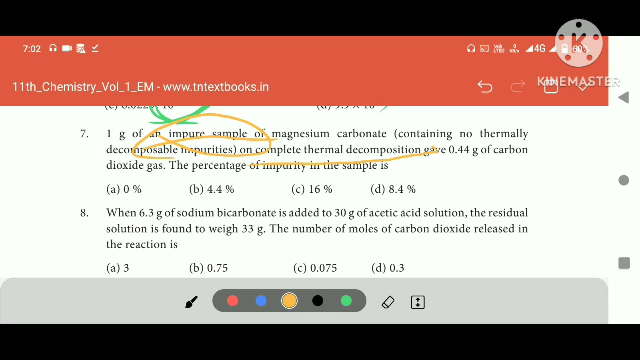 7:02 4G 60%
KINEMASTER
11th_Chemistry_Vol_1_EM - www.tntextbooks.in
7. 1 g of an impure sample of magnesium carbonate (containing no thermally
decomposable impurities) on complete thermal decomposition gave 0.44 g of carbon
dioxide gas. The percentage of impurity in the sample is
(a) 0 % (b) 4.4 % (c) 16 % (d) 8.4 %
8. When 6.3 g of sodium bicarbonate is added to 30 g of acetic acid solution, the residual
solution is found to weigh 33 g. The number of moles of carbon dioxide released in
the reaction is
(a) 3 (b) 0.75 (c) 0.075 (d) 0.3